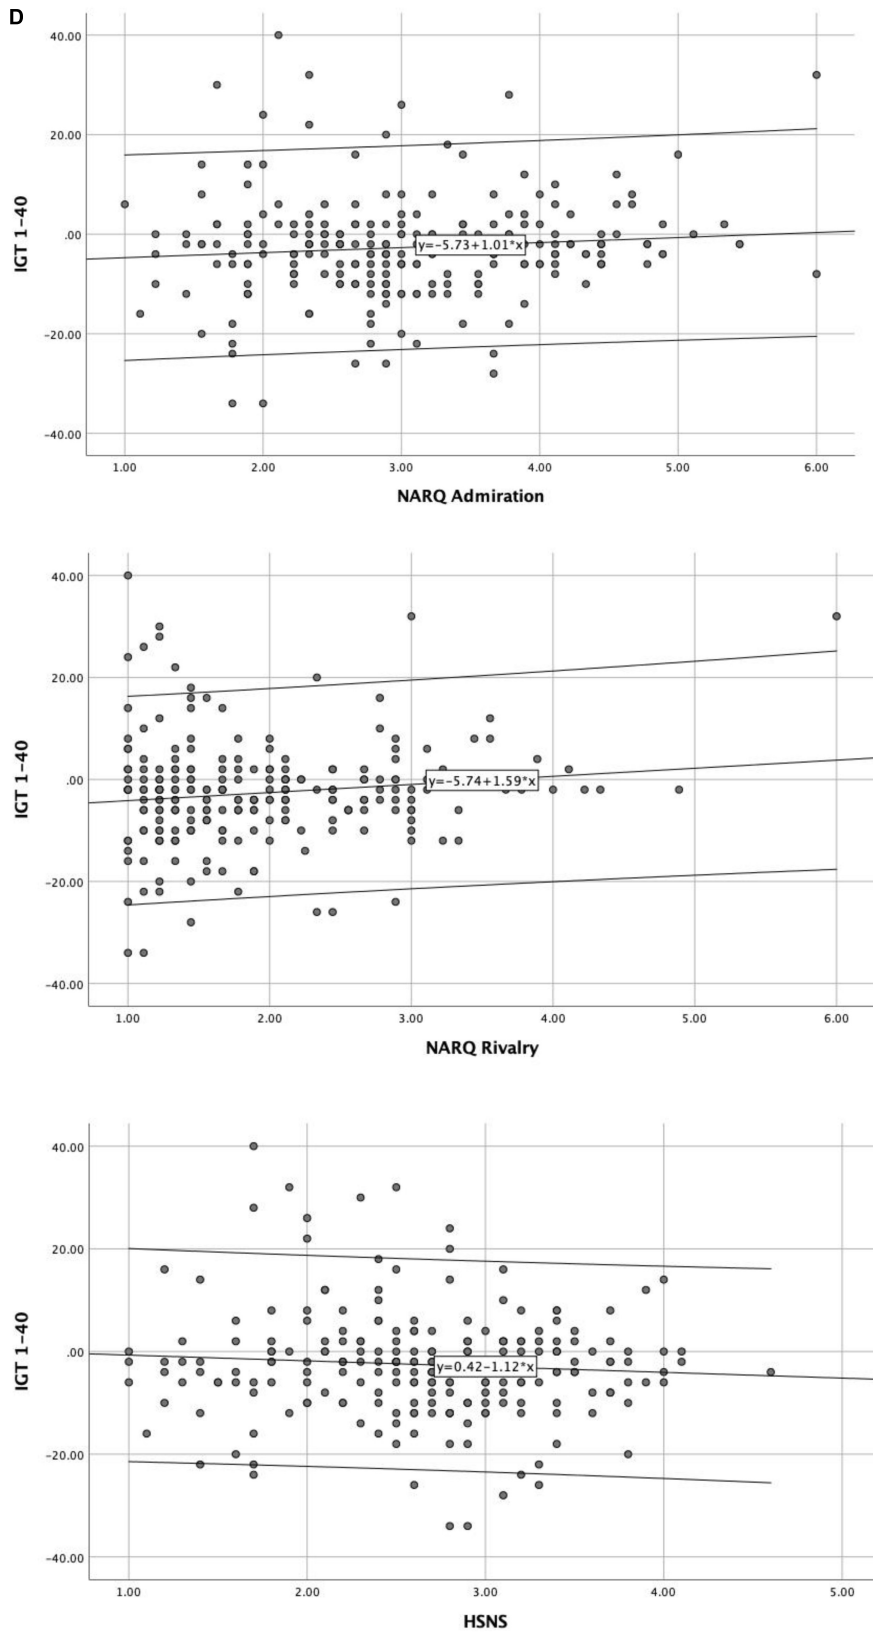 D
40.00
20.00
.00
−20.00
−40.00
IGT 1–40
y=−5.73+1.01*x
1.00 2.00 3.00 4.00 5.00 6.00
NARQ Admiration
40.00
20.00
.00
−20.00
−40.00
IGT 1–40
y=−5.74+1.59*x
1.00 2.00 3.00 4.00 5.00 6.00
NARQ Rivalry
40.00
20.00
.00
−20.00
−40.00
IGT 1–40
y=0.42−1.12*x
1.00 2.00 3.00 4.00 5.00
HSNS